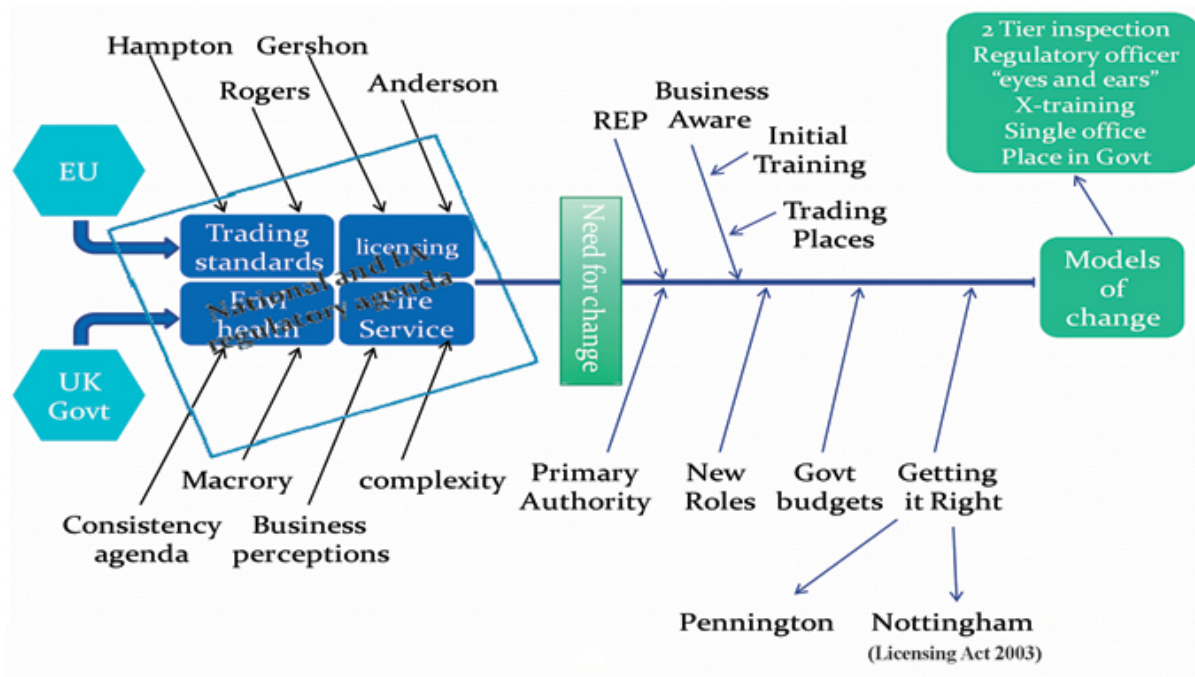 Hampton
Gershon
Rogers
Anderson
EU
UK
Govt
Trading
standards
licensing
health
Fire
Service
National and LA
regulatory agenda
Macrory
complexity
Consistency
agenda
Business
perceptions
Need for change
REP
Business
Aware
Initial
Training
Trading
Places
Primary
Authority
New
Roles
Govt
budgets
Getting
it Right
Pennington
Nottingham
(Licensing Act 2003)
2 Tier inspection
Regulatory officer
“eyes and ears”
X-training
Single office
Place in Govt
Models
of
change